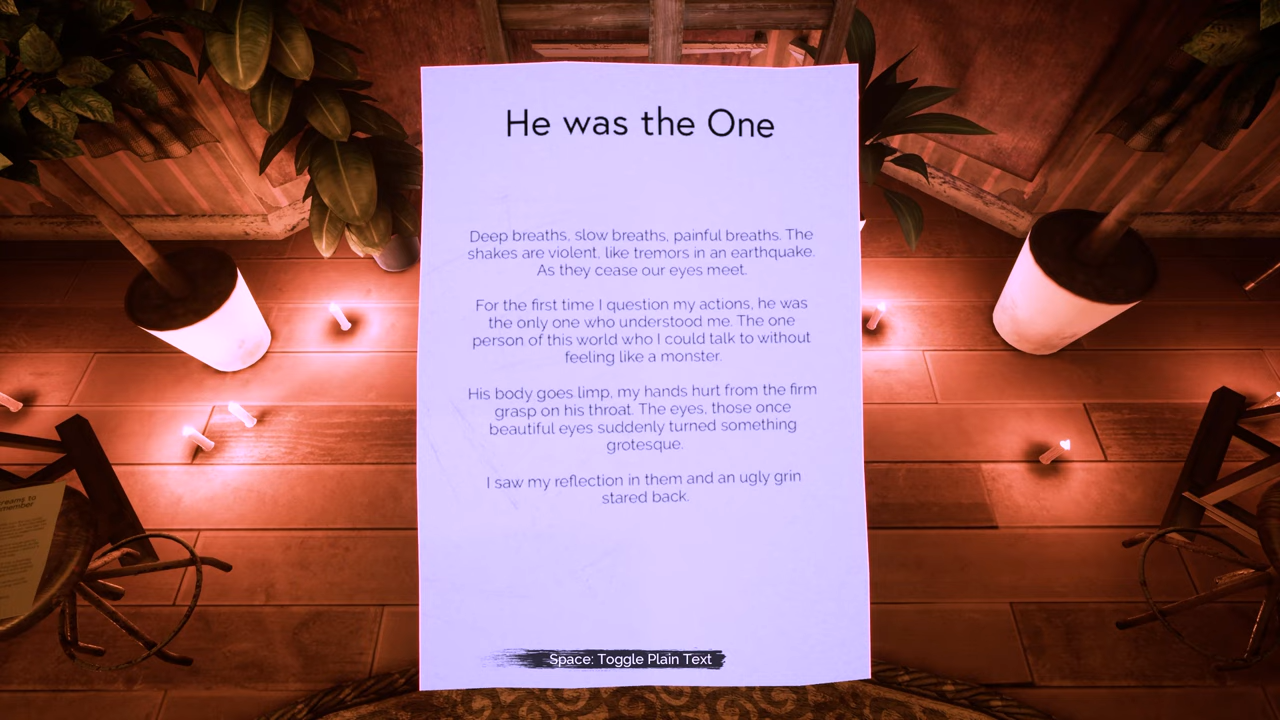 He was the One
Deep breaths, slow breaths, painful breaths. The
shakes are violent, like tremors in an earthquake.
As they cease our eyes meet.
For the first time I question my actions, he was
the only one who understood me. The one
person of this world who I could talk to without
feeling like a monster.
His body goes limp, my hands hurt from the firm
grasp on his throat. The eyes, those once
beautiful eyes suddenly turned something
grotesque.
I saw my reflection in them and an ugly grin
stared back.
Space: Toggle Plain Text